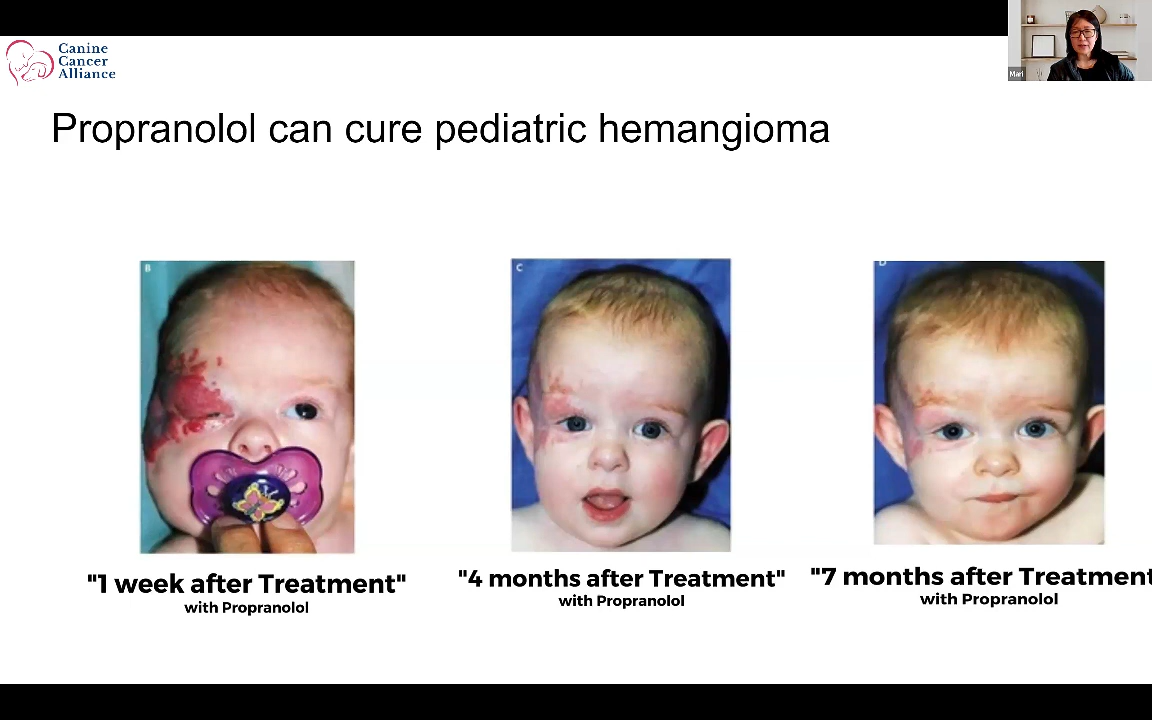 Mari
Canine
Cancer
Alliance
Propranolol can cure pediatric hemangioma
B
C
D
"1 week after Treatment"
with Propranolol
"4 months after Treatment"
with Propranolol
"7 months after Treatment
with Propranolol